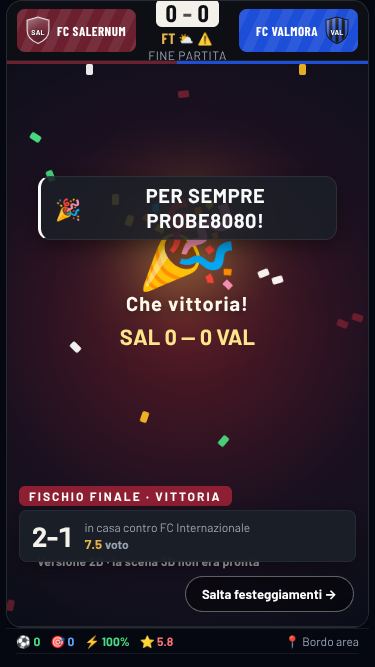 0 - 0
SAL FC SALERNUM
FC VALMORA VAL
FT
FINE PARTITA
PER SEMPRE
PROBE8080!
Che vittoria!
SAL 0 – 0 VAL
FISCHIO FINALE · VITTORIA
2-1
in casa contro FC Internazionale
7.5 voto
Versione 2D · la scena 3D non era pronta
Salta festeggiamenti →
0 0 100% 5.8 Bordo area